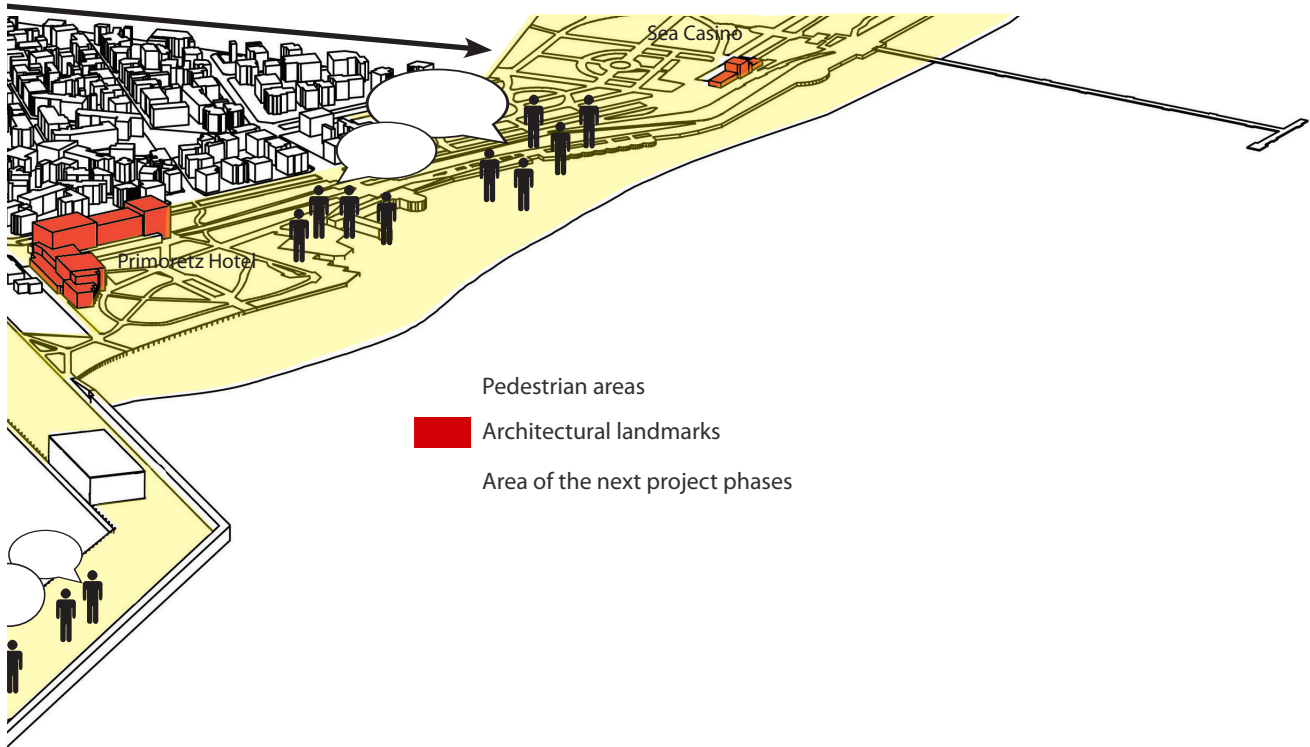 Sea Casino
Primoretz Hotel
Pedestrian areas
Architectural landmarks
Area of the next project phases